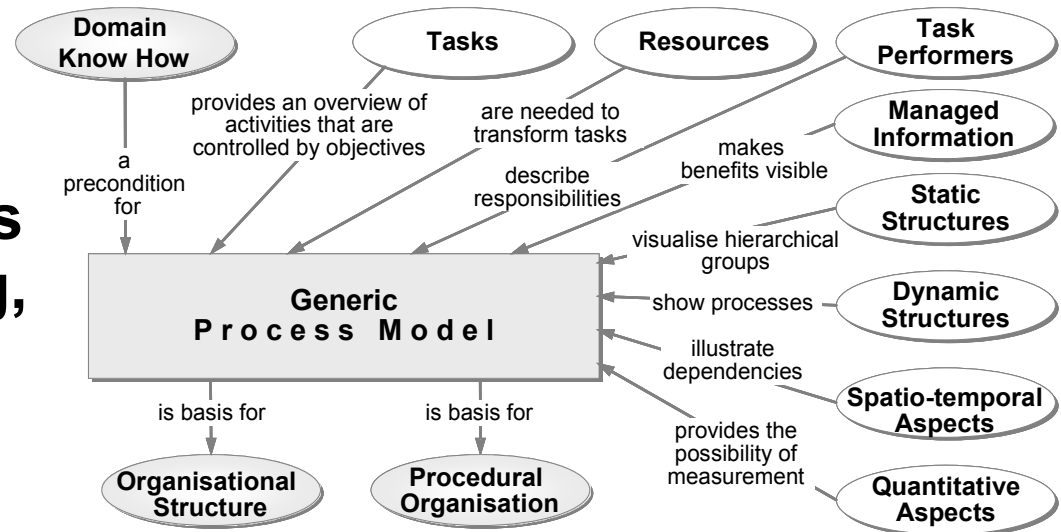 Domain
Know How
Tasks
Resources
Task
Performers
provides an overview of
activities that are
controlled by objectives
are needed to
transform tasks
Managed
Information
makes
benefits visible
a
precondition
for
describe
responsibilities
Static
Structures
s
g,
visualise hierarchical
groups
Generic
Process Model
show processes
Dynamic
Structures
illustrate
dependencies
Spatio-temporal
Aspects
is basis for
is basis for
provides the
possibility of
measurement
Organisational
Structure
Procedural
Organisation
Quantitative
Aspects